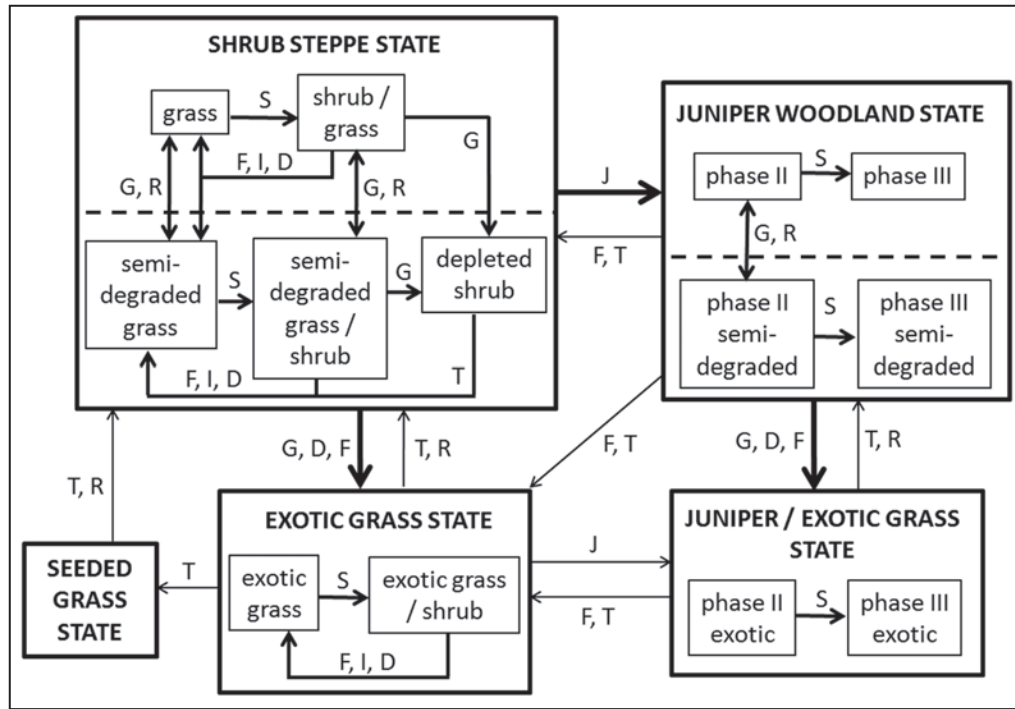 SHRUB STEPPE STATE
grass
S
shrub /
grass
G
F, I, D
G, R
G, R
semi-
degraded
grass
S
semi-
degraded
grass /
shrub
G
depleted
shrub
F, I, D
T
J
F, T
JUNIPER WOODLAND STATE
phase II
S
phase III
G, R
phase II
semi-
degraded
S
phase III
semi-
degraded
T, R
G, D, F
T, R
F, T
G, D, F
T, R
SEEDED
GRASS
STATE
T
EXOTIC GRASS STATE
exotic
grass
S
exotic grass
/ shrub
F, I, D
J
F, T
JUNIPER / EXOTIC GRASS
STATE
phase II
exotic
S
phase III
exotic